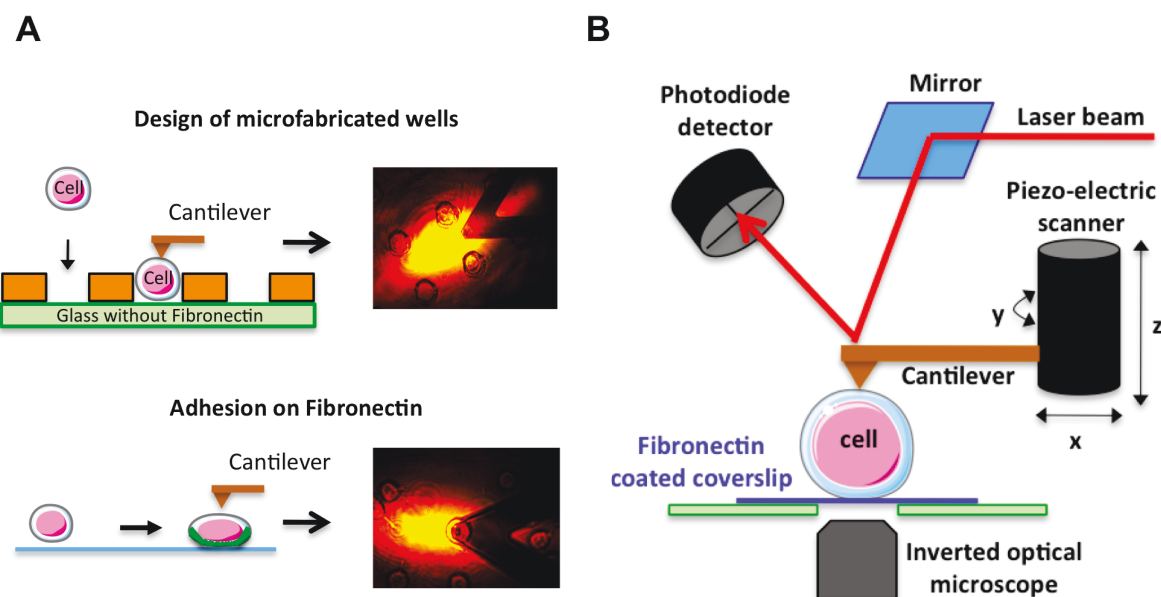 A
Design of microfabricated wells
Cell
Cantilever
Cell
Glass without Fibronectin
Adhesion on Fibronectin
Cantilever
B
Mirror
Photodiode
detector
Laser beam
Piezo-electric
scanner
y
z
Cantilever
x
cell
Fibronectin
coated coverslip
Inverted optical
microscope